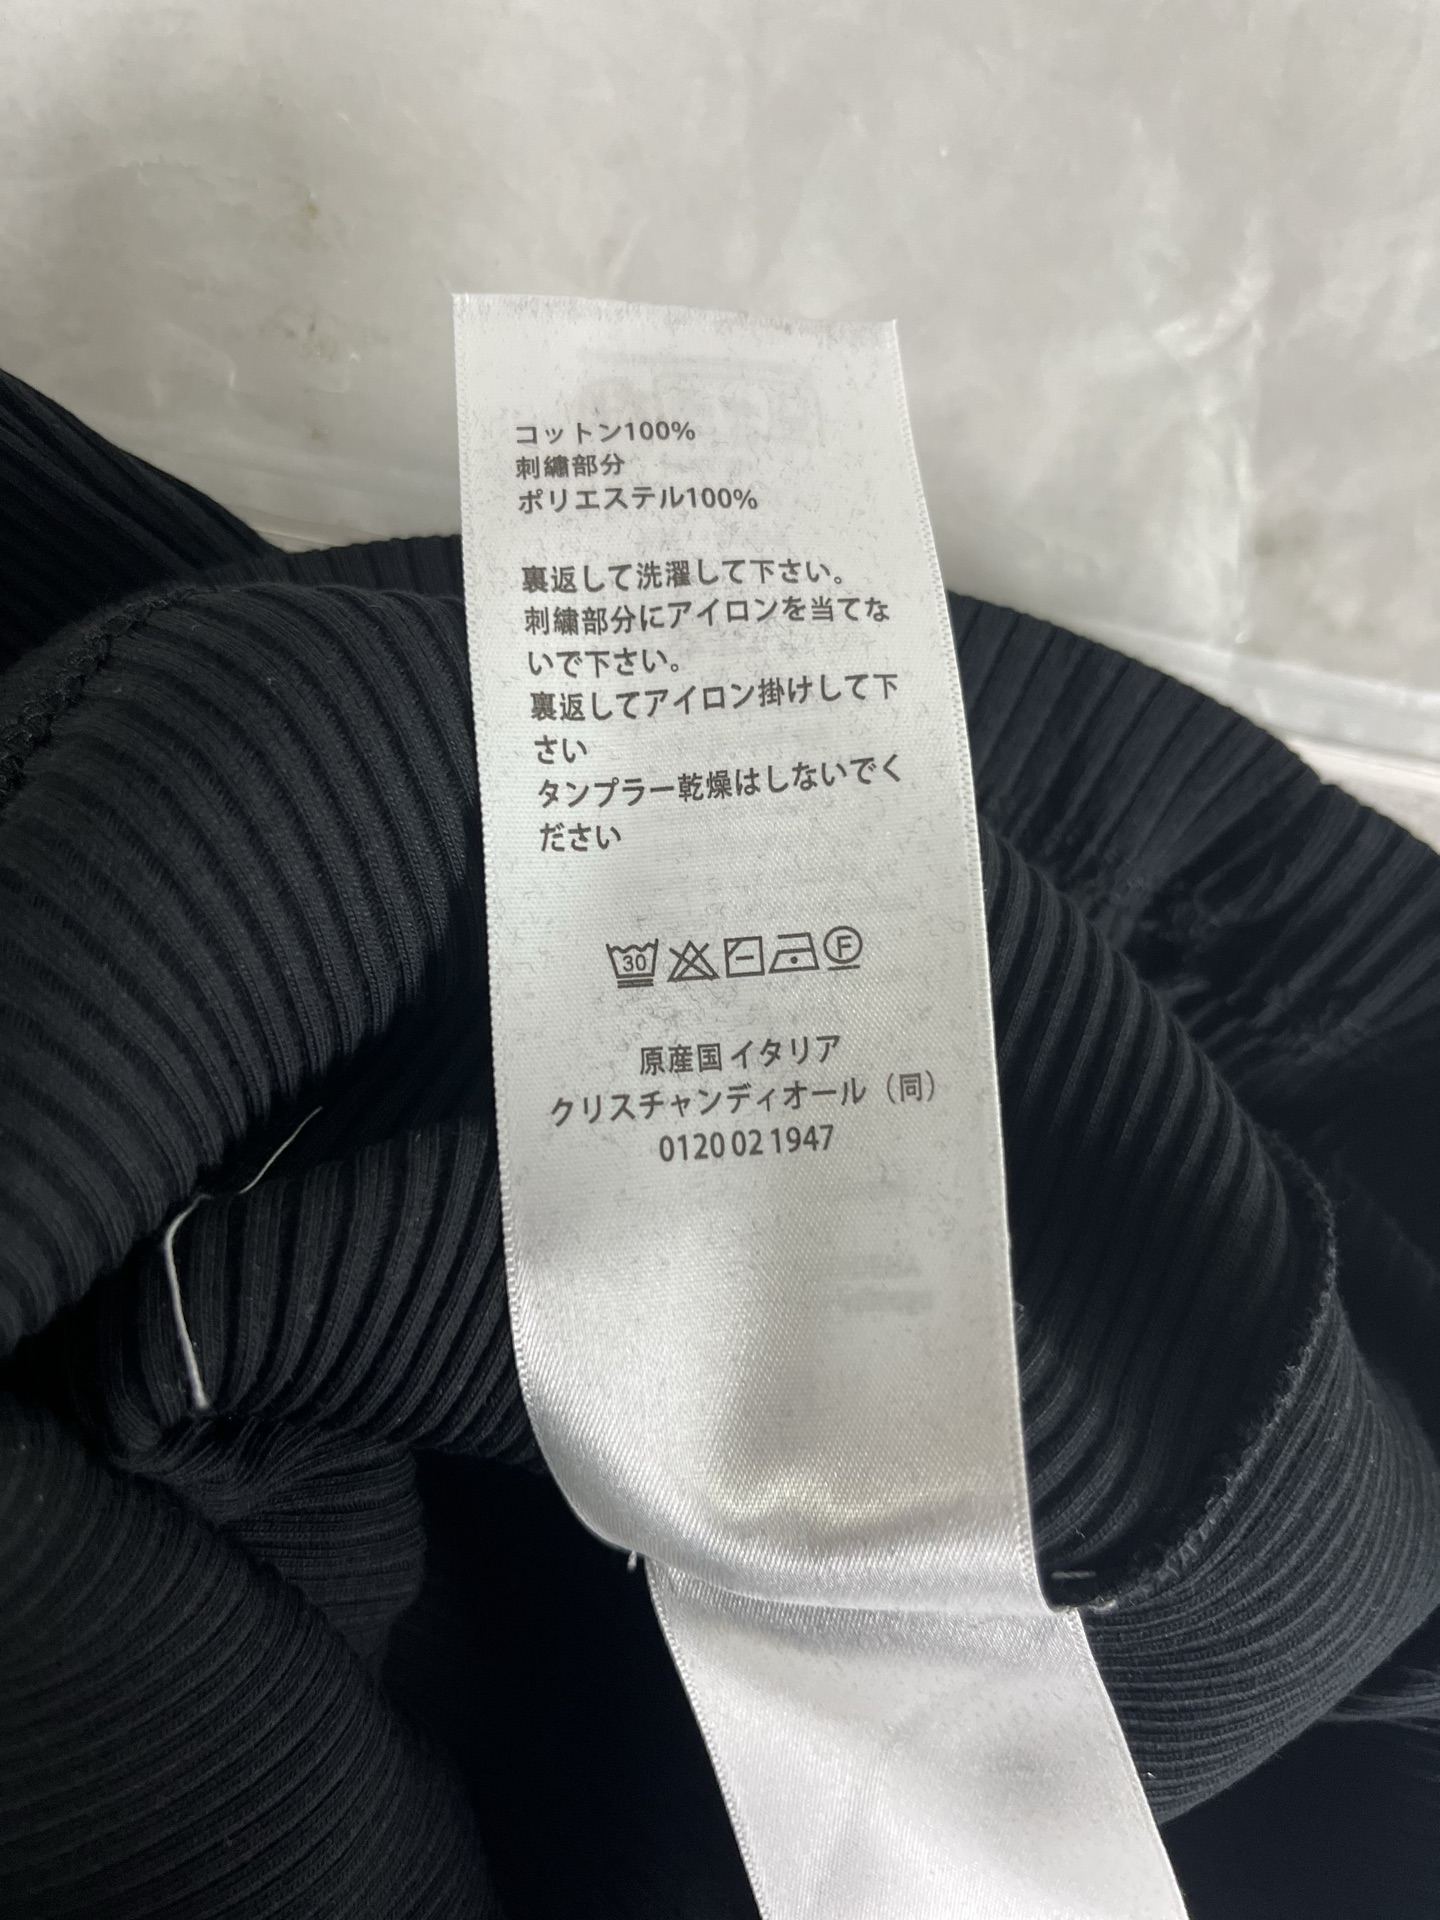 コットン100%
刺繍部分
ポリエステル100%
裏返して洗濯して下さい。
刺繍部分にアイロンを当てな
いで下さい。
裏返してアイロン掛けして下
さい
タンプラー乾燥はしないでく
ださい
30 F
原産国 イタリア
クリスチャンディオール（同）
0120 02 1947